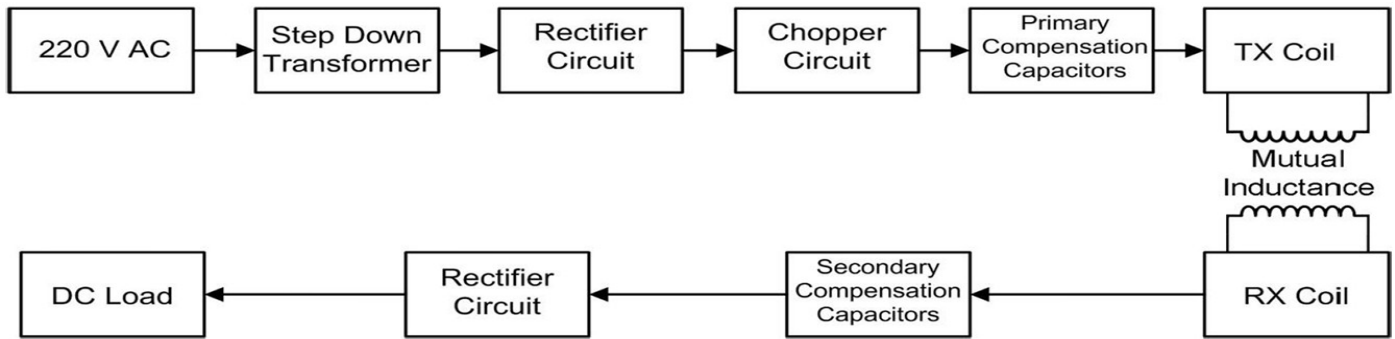 220 V AC
Step Down
Transformer
Rectifier
Circuit
Chopper
Circuit
Primary
Compensation
Capacitors
TX Coil
Mutual
Inductance
DC Load
Rectifier
Circuit
Secondary
Compensation
Capacitors
RX Coil